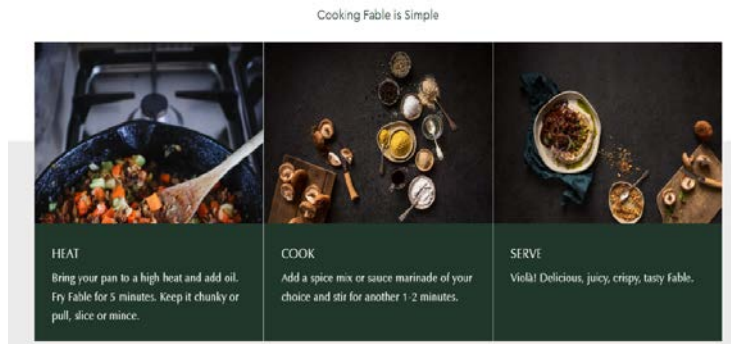 Cooking Fable is Simple
HEAT
Bring your pan to a high heat and add oil.
Fry Fable for 5 minutes. Keep it chunky or
pull, slice or mince.
COOK
Add a spice mix or sauce marinade of your
choice and stir for another 1-2 minutes.
SERVE
Violà! Delicious, juicy, crispy, tasty Fable.